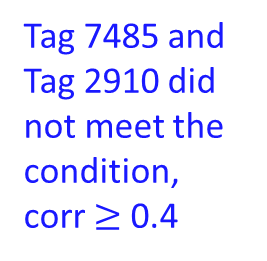 Tag 7485 and
Tag 2910 did
not meet the
condition,
corr ≥ 0.4